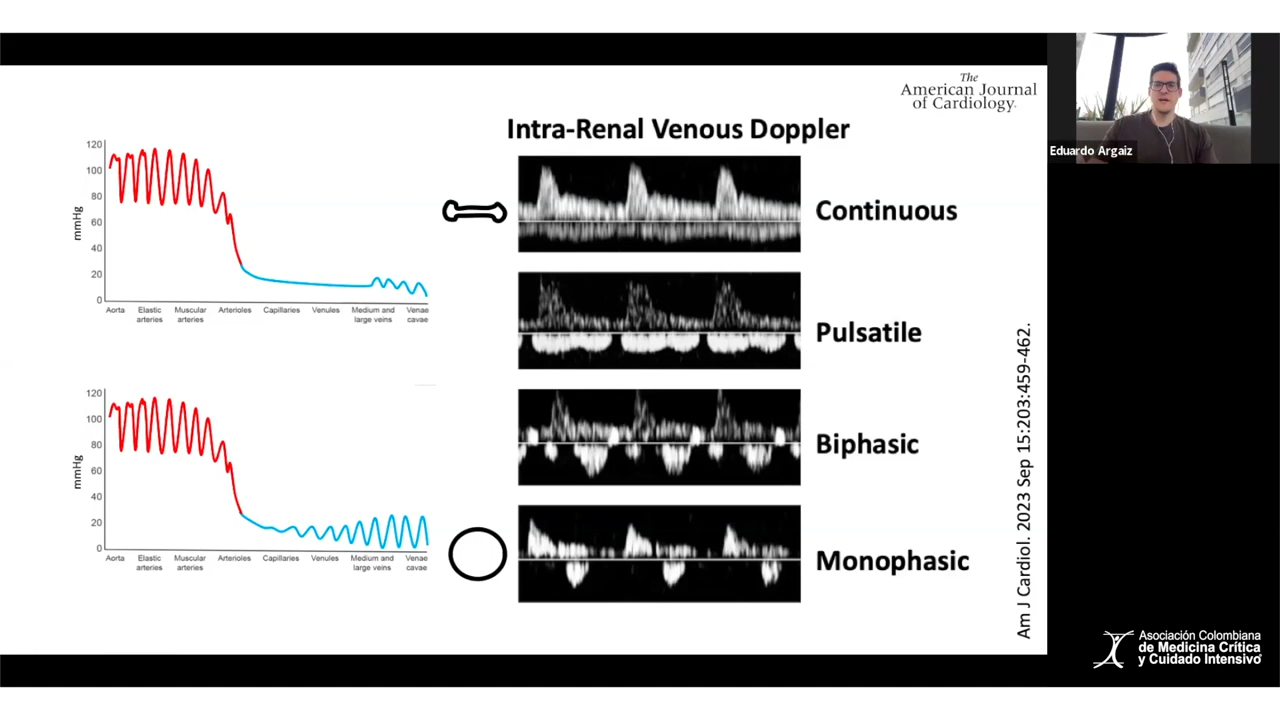 The
American Journal
of Cardiology.
Intra-Renal Venous Doppler
120
100
80
60
40
20
0
mmHg
Aorta
Elastic
arteries
Muscular
arteries
Arterioles
Capillaries
Venules
Medium and
large veins
Venae
cavae
120
100
80
60
40
20
0
mmHg
Aorta
Elastic
arteries
Muscular
arteries
Arterioles
Capillaries
Venules
Medium and
large veins
Venae
cavae
Continuous
Pulsatile
Biphasic
Monophasic
Am J Cardiol. 2023 Sep 15:203:459-462.
Eduardo Argaiz
Asociación Colombiana
de Medicina Crítica
y Cuidado Intensivo